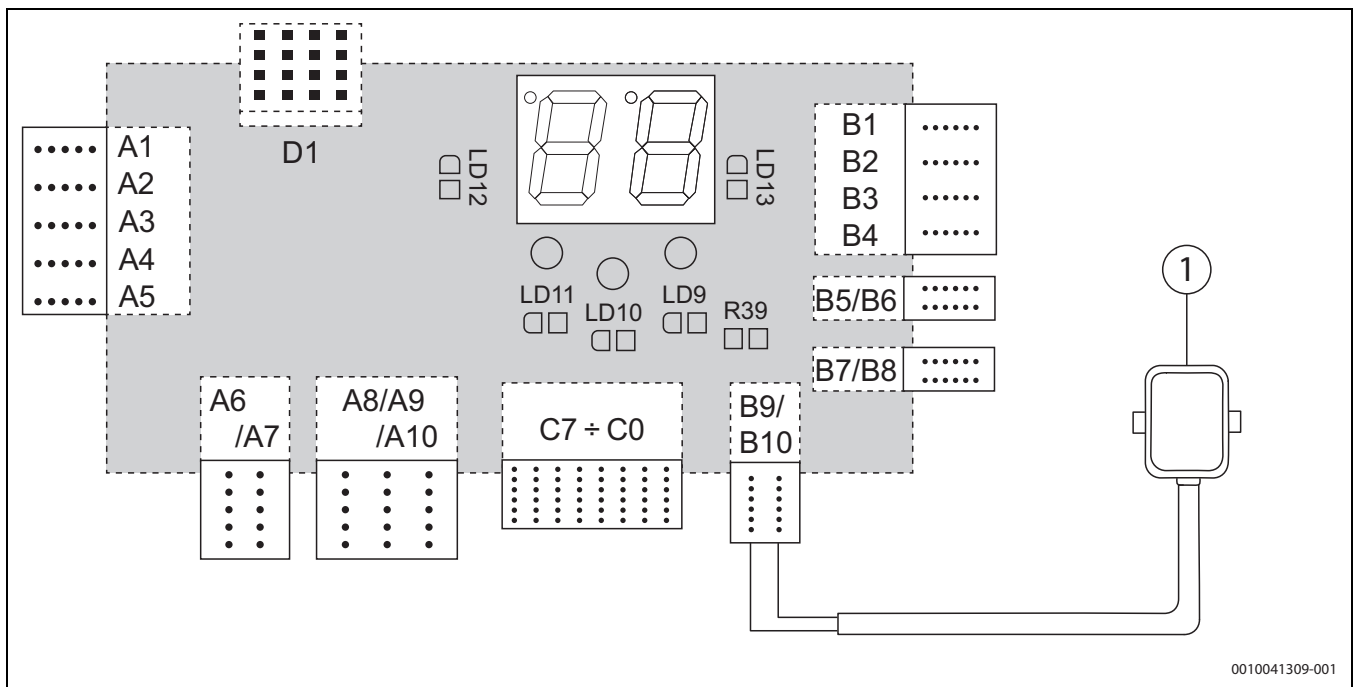 D1
A1
A2
A3
A4
A5
LD12
LD13
B1
B2
B3
B4
1
LD11
LD10
LD9
R39
B5/B6
B7/B8
A6
/A7
A8/A9
/A10
C7 ÷ C0
B9/
B10
0010041309-001